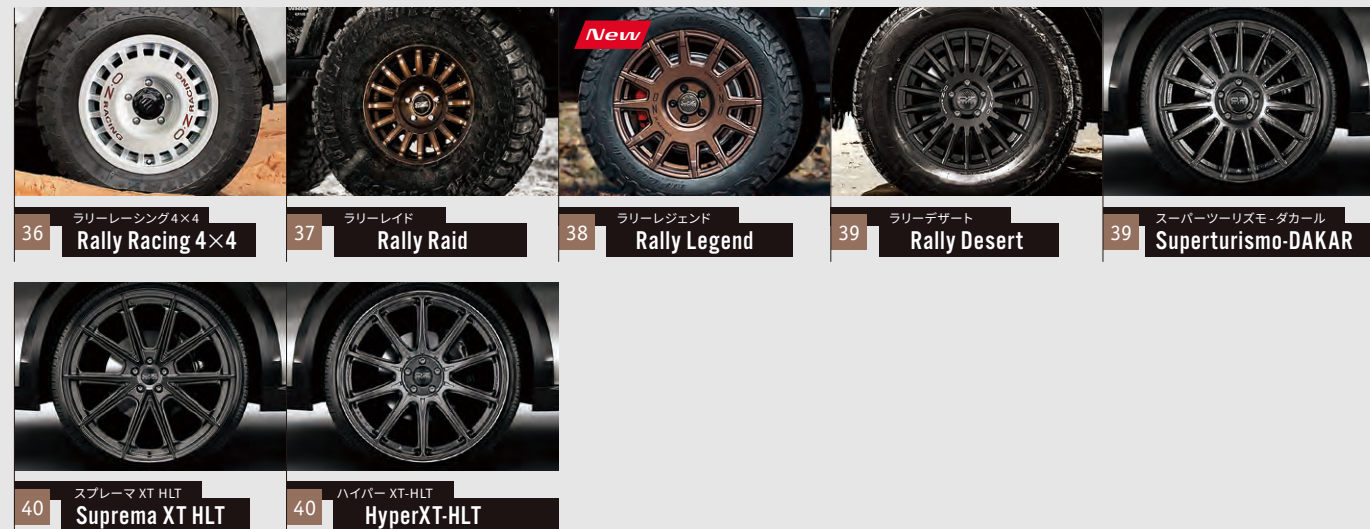 OZ RACING
OZ RACING
New
36
ラリーレーシング4×4
Rally Racing 4×4
37
ラリーレイド
Rally Raid
38
ラリーレジェンド
Rally Legend
39
ラリーデザート
Rally Desert
39
スーパーツーリズモ-ダカール
Superturismo-DAKAR
40
スプレーマ XT HLT
Suprema XT HLT
40
ハイパー XT-HLT
HyperXT-HLT